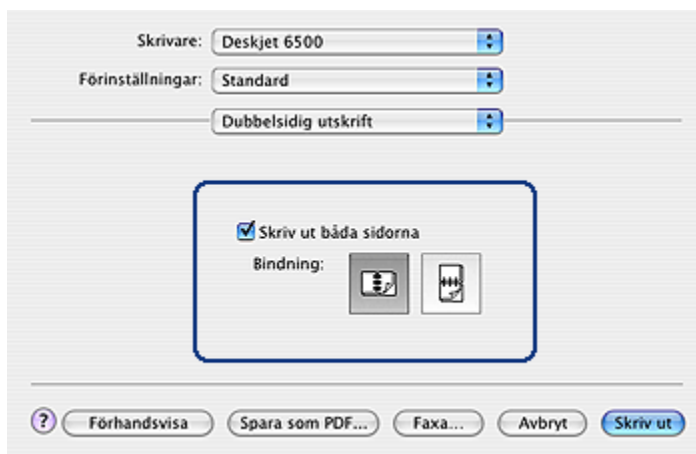 Skrivare: Deskjet 6500
Förinställningar: Standard
Dubbelsidig utskrift
Skriv ut båda sidorna
Bindning:
? Förhandsvisa Spara som PDF... Faxa... Avbryt Skriv ut